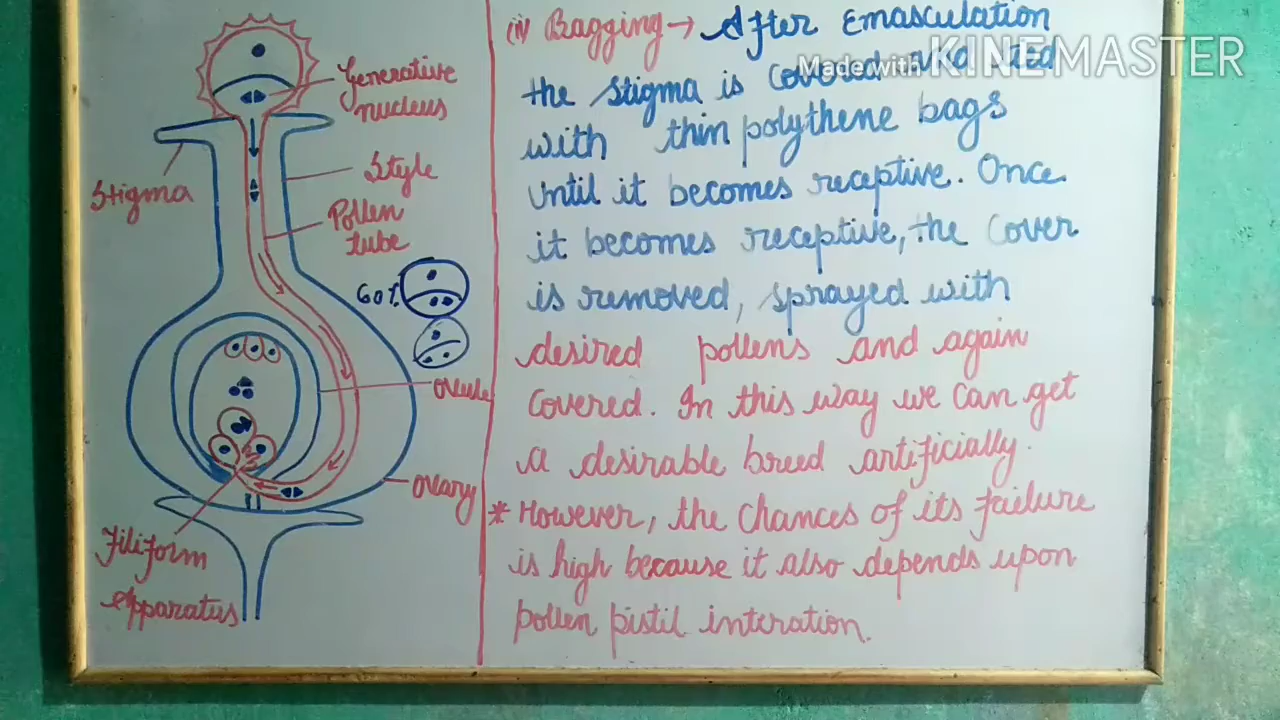 Generative
nucleus
Stigma
Style
Pollen
tube
60%
Ovule
Ovary
Filiform
apparatus
(ii) Bagging → After Emasculation
the stigma is covered and tied
with thin polythene bags
until it becomes receptive. Once
it becomes receptive, the cover
is removed, sprayed with
desired pollens and again
covered. In this way we can get
a desirable breed artificially.
* However, the chances of its failure
is high because it also depends upon
pollen pistil interation.
Made with KINEMASTER